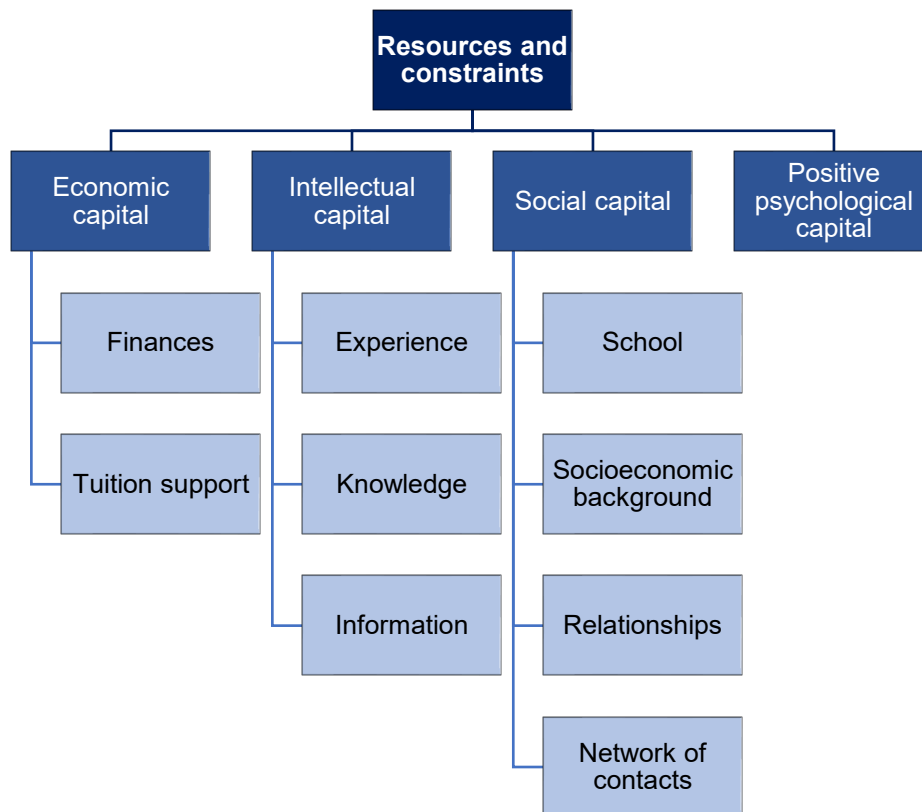 Resources and
constraints
Economic
capital
Intellectual
capital
Social capital
Positive
psychological
capital
Finances
Experience
School
Tuition support
Knowledge
Socioeconomic
background
Information
Relationships
Network of
contacts